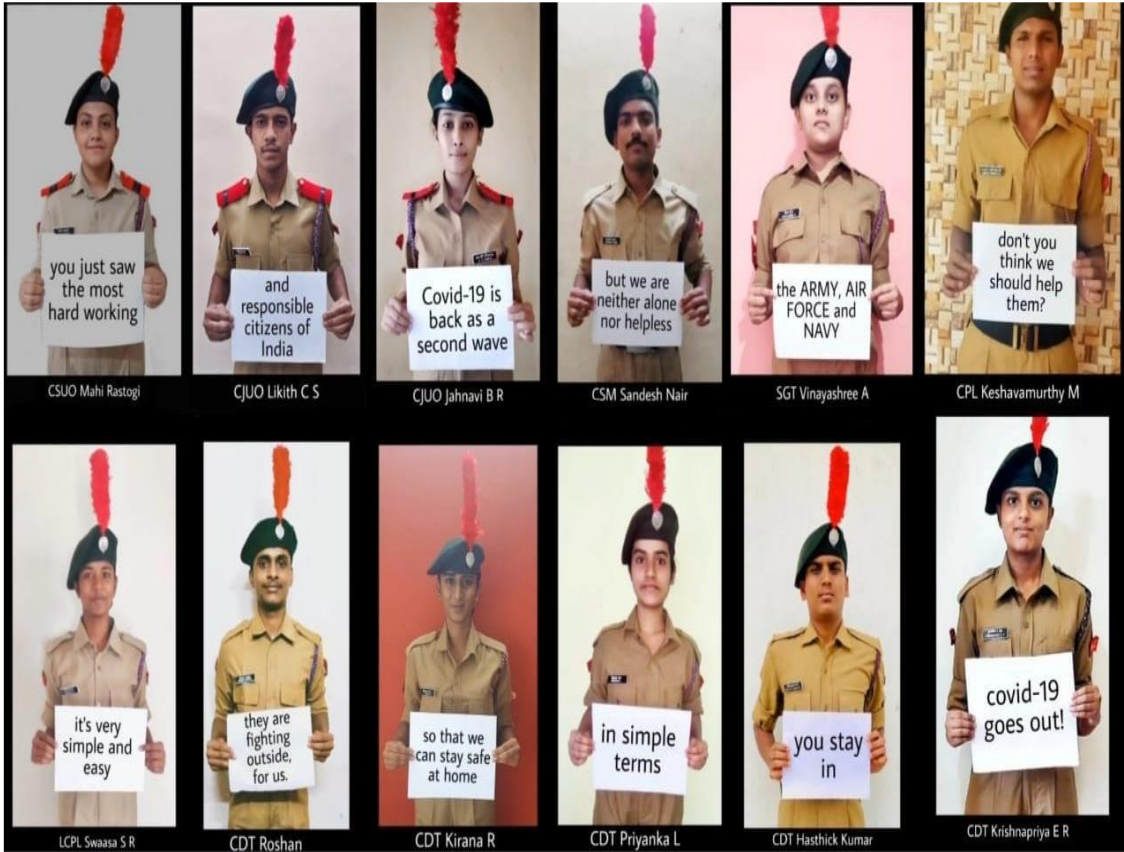 you just saw
the most
hard working
CSUO Mahi Rastogi
and
responsible
citizens of
India
CJUO Likith C S
Covid-19 is
back as a
second wave
CJUO Jahnavi B R
but we are
neither alone
nor helpless
CSM Sandesh Nair
the ARMY, AIR
FORCE and
NAVY
SGT Vinayashree A
don't you
think we
should help
them?
CPL Keshavamurthy M
it's very
simple and
easy
LCPL Swaasa S R
they are
fighting
outside,
for us.
CDT Roshan
so that we
can stay safe
at home
CDT Kirana R
in simple
terms
CDT Priyanka L
you stay
in
CDT Hasthick Kumar
covid-19
goes out!
CDT Krishnapriya E R